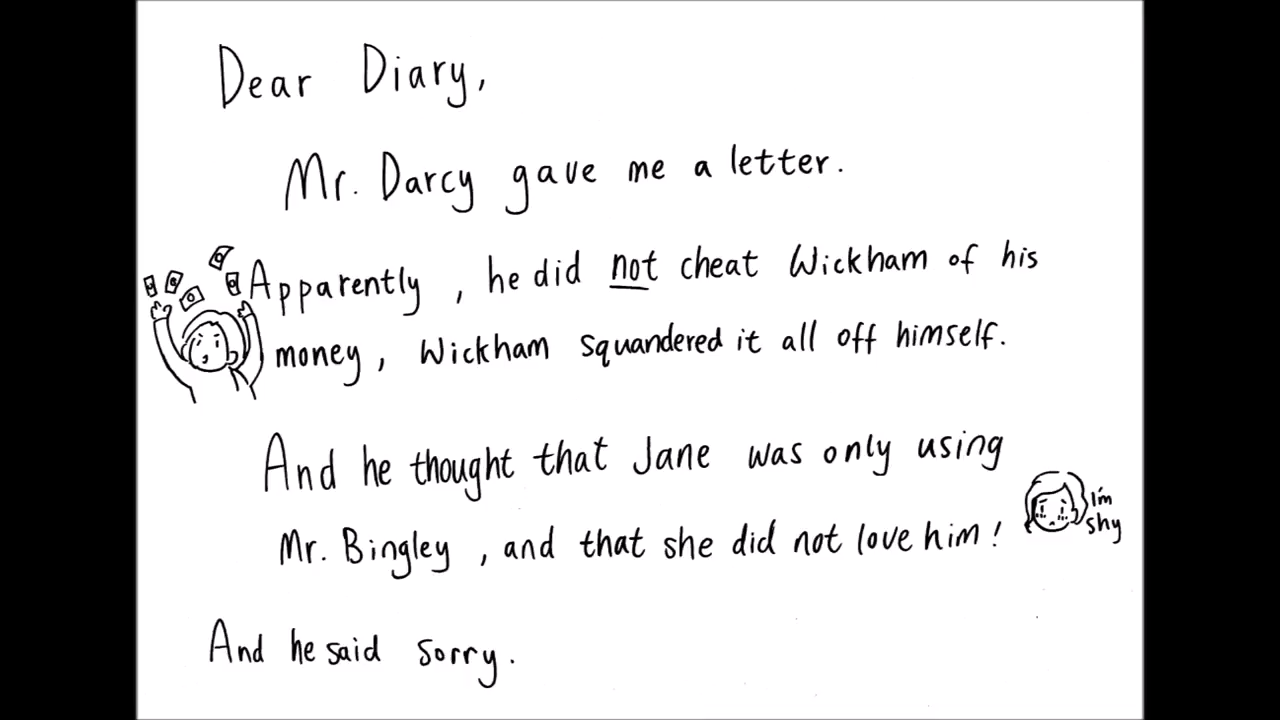 Dear Diary,
Mr. Darcy gave me a letter.
Apparently, he did not cheat Wickham of his
money, Wickham squandered it all off himself.
And he thought that Jane was only using
Mr. Bingley, and that she did not love him!
I'm
shy
And he said sorry.